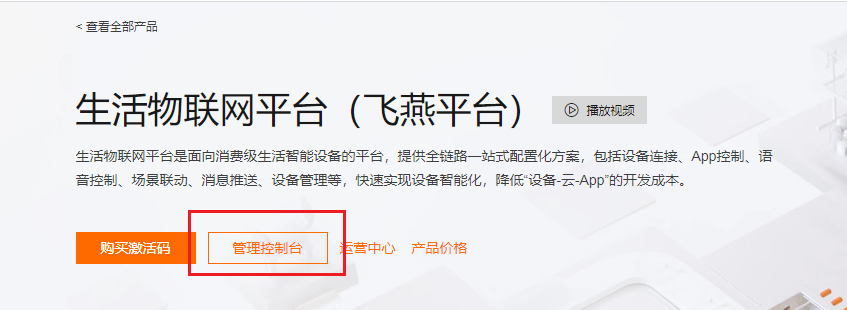 < 查看全部产品
生活物联网平台（飞燕平台） 播放视频
生活物联网平台是面向消费级生活智能设备的平台，提供全链路一站式配置化方案，包括设备连接、App控制、语
音控制、场景联动、消息推送、设备管理等，快速实现设备智能化，降低“设备-云-App”的开发成本。
购买激活码 管理控制台 运营中心 产品价格